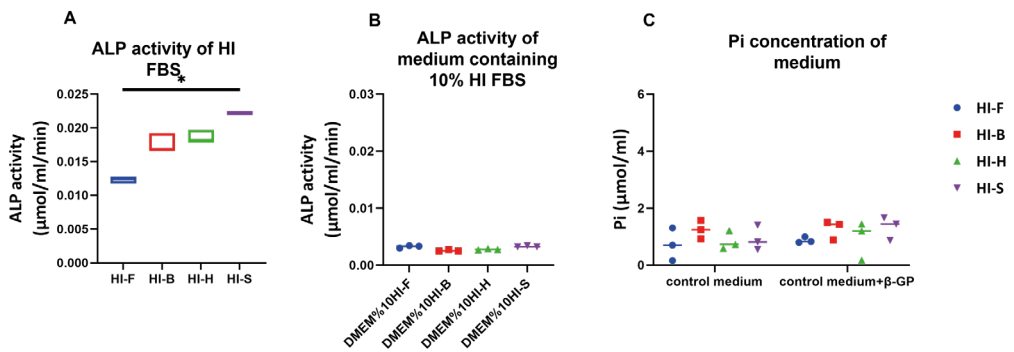 A
ALP activity of HI
FBS
*
ALP activity
(μmol/ml/min)
0.025
0.020
0.015
0.010
0.005
0.000
HI-F HI-B HI-H HI-S
B
ALP activity of
medium containing
10% HI FBS
ALP activity
(μmol/ml/min)
0.03
0.02
0.01
0.00
DMEM%10HI-F
DMEM%10HI-B
DMEM%10HI-H
DMEM%10HI-S
C
Pi concentration of
medium
Pi (μmol/ml)
6
4
2
0
control medium control medium+β-GP
HI-F
HI-B
HI-H
HI-S